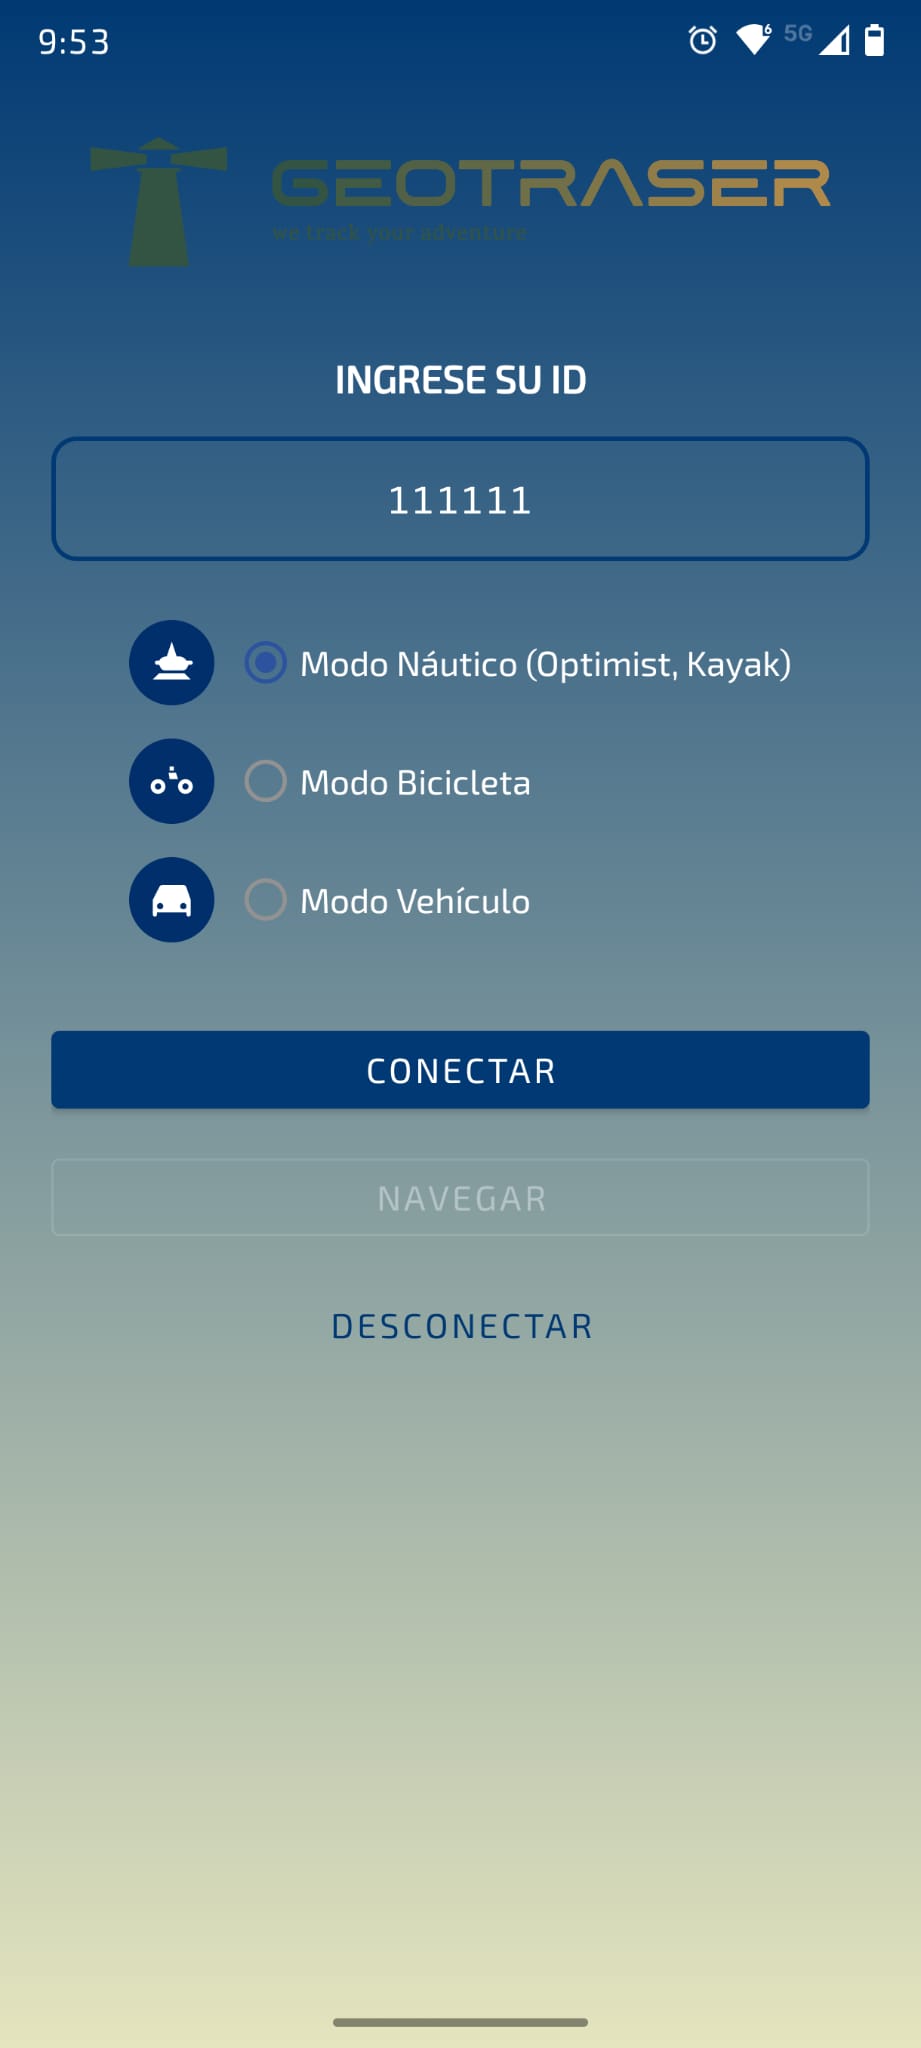 9:53
6 5G
GEOTRASER
we track your adventure
INGRESE SU ID
111111
Modo Náutico (Optimist, Kayak)
Modo Bicicleta
Modo Vehículo
CONECTAR
NAVEGAR
DESCONECTAR